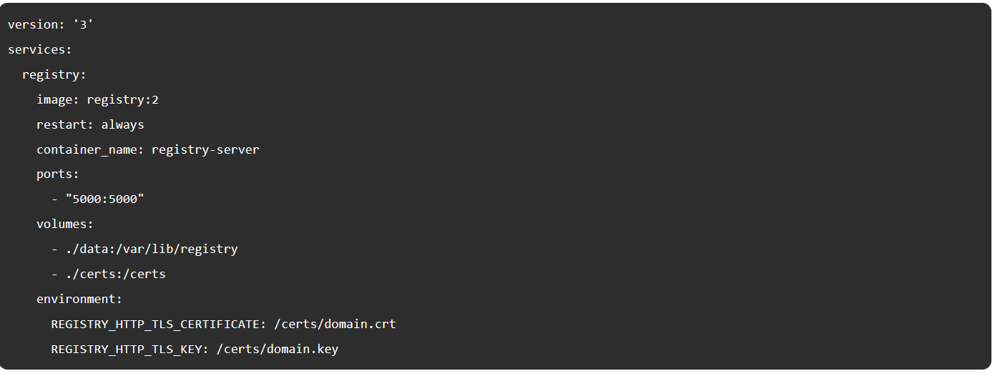 version: '3'
services:
  registry:
    image: registry:2
    restart: always
    container_name: registry-server
    ports:
      - "5000:5000"
    volumes:
      - ./data:/var/lib/registry
      - ./certs:/certs
    environment:
      REGISTRY_HTTP_TLS_CERTIFICATE: /certs/domain.crt
      REGISTRY_HTTP_TLS_KEY: /certs/domain.key